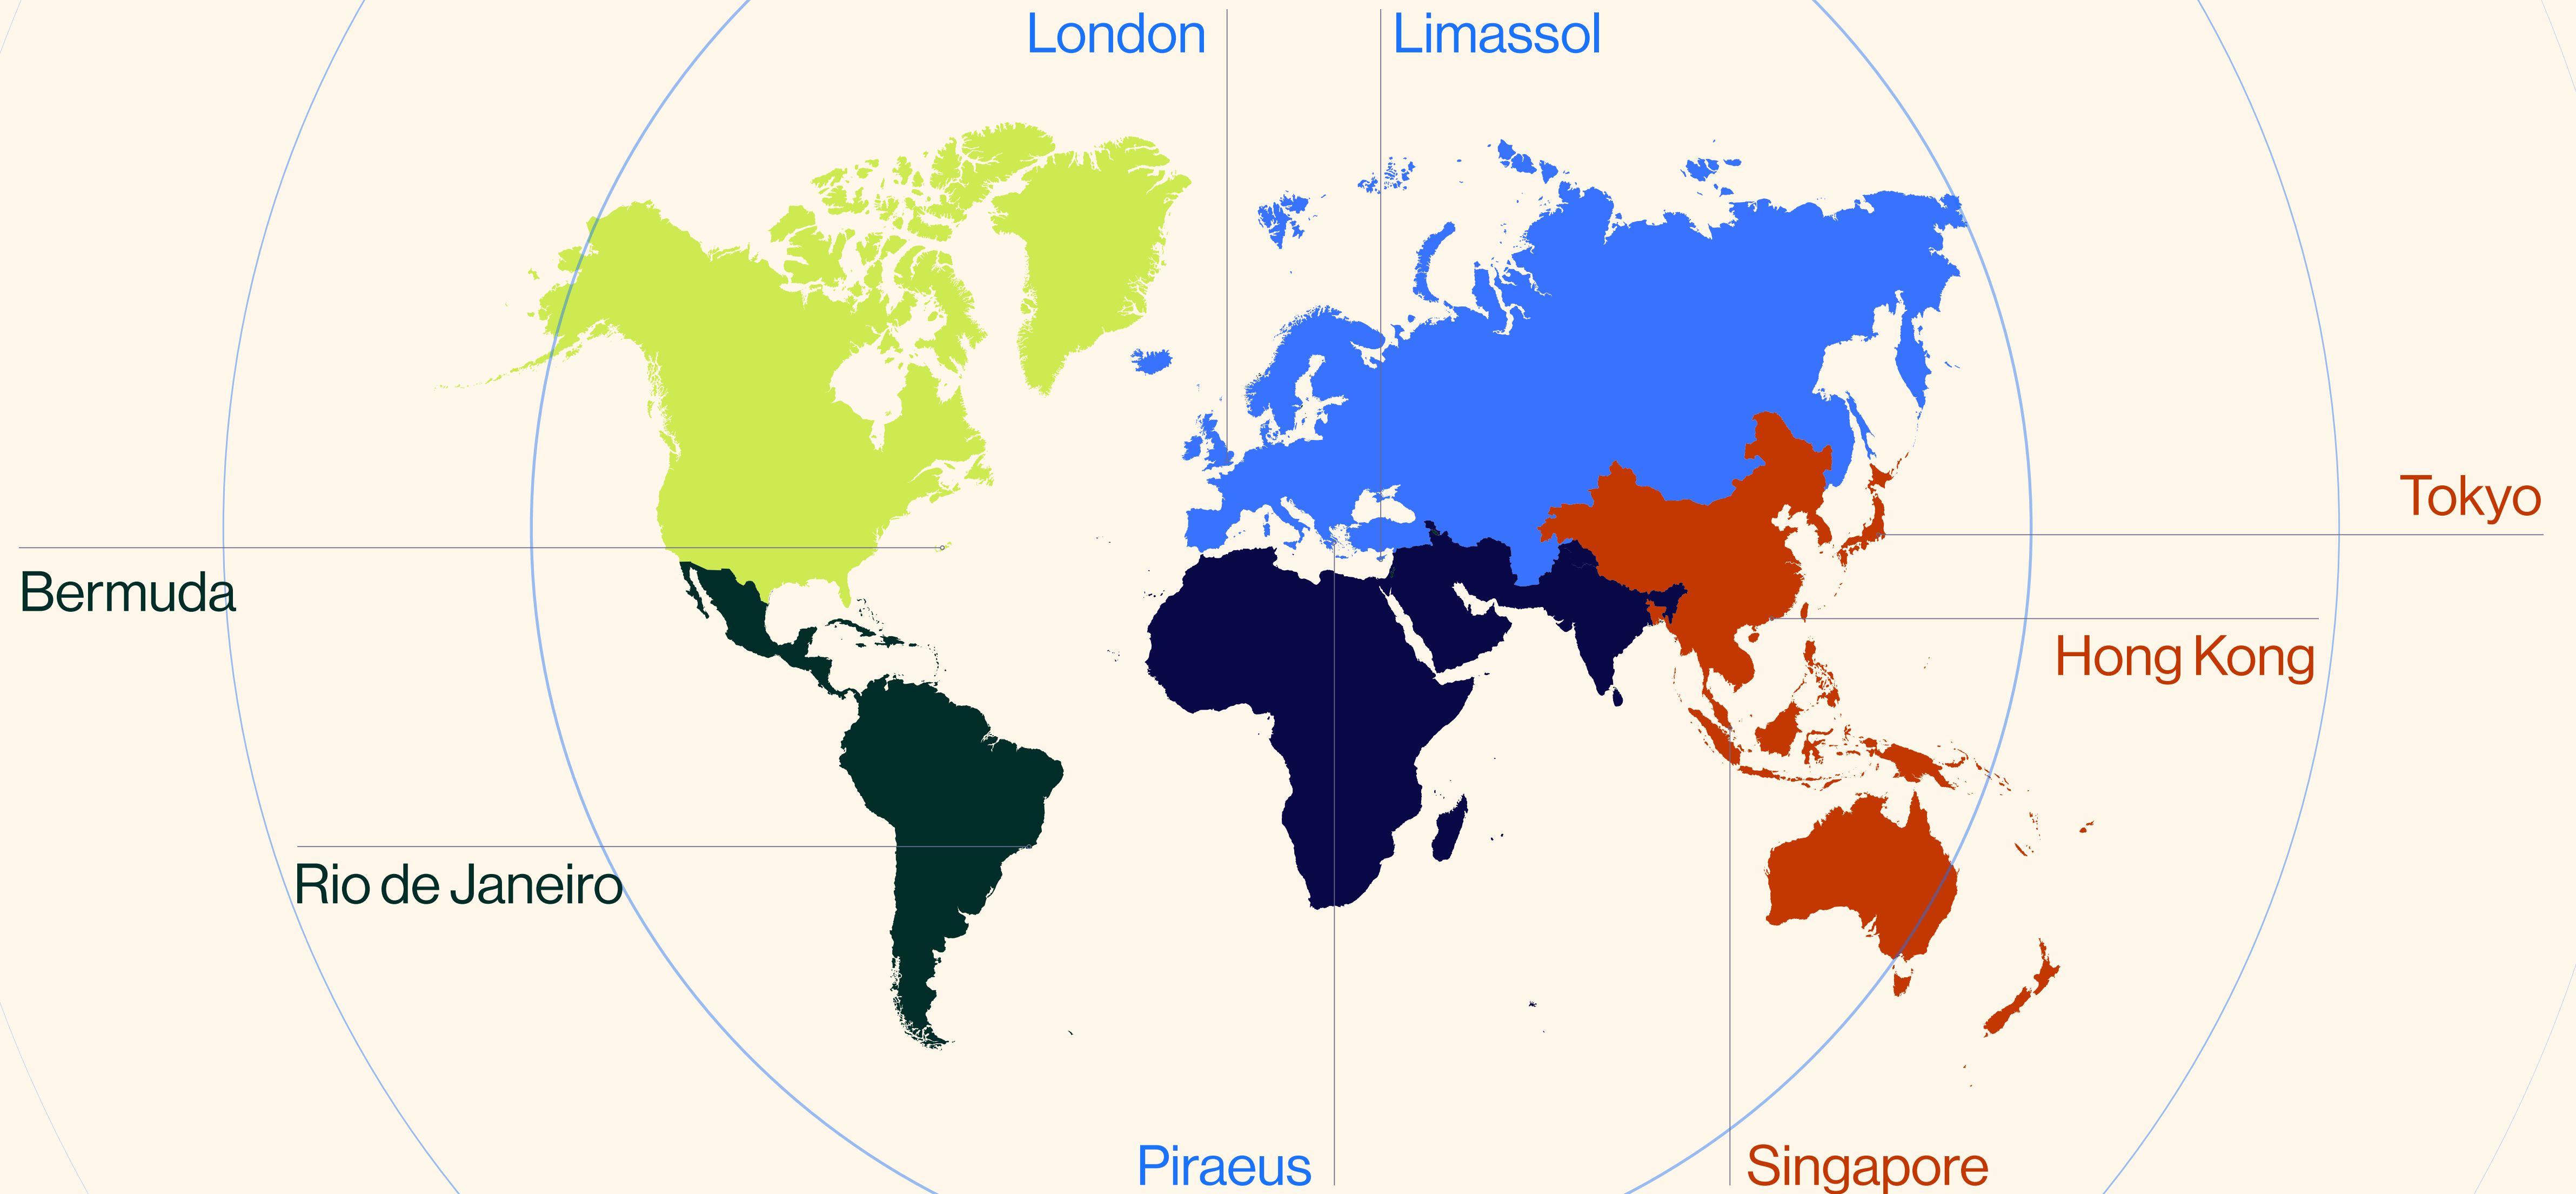 London
Limassol
Tokyo
Bermuda
Hong Kong
Rio de Janeiro
Piraeus
Singapore